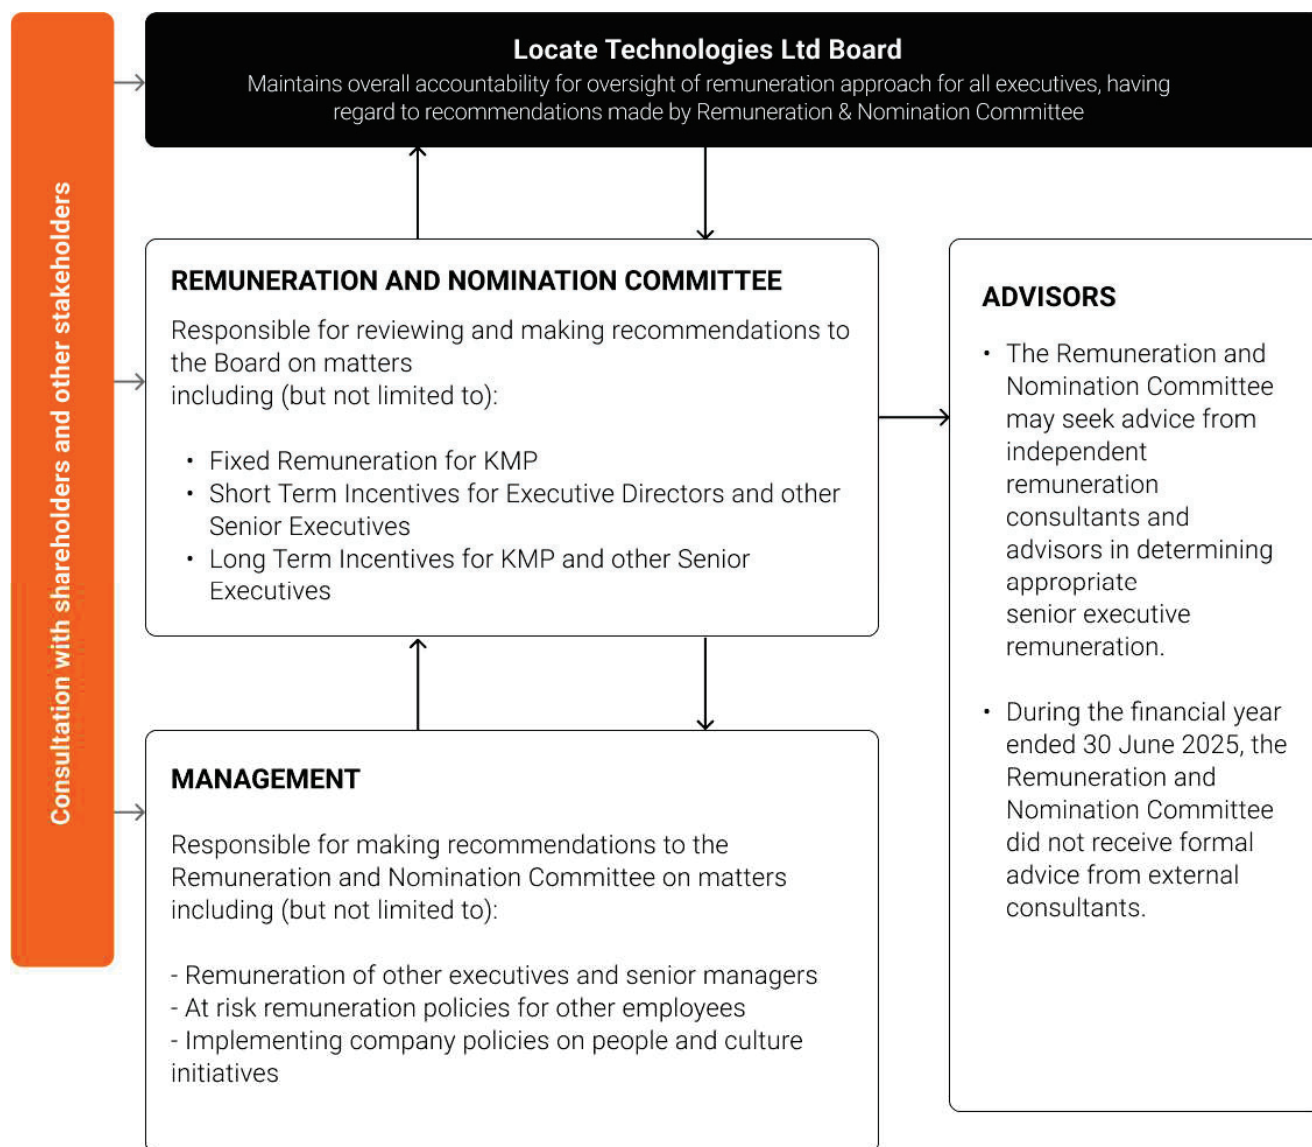 Consultation with shareholders and other stakeholders
Locate Technologies Ltd Board
Maintains overall accountability for oversight of remuneration approach for all executives, having
regard to recommendations made by Remuneration & Nomination Committee
REMUNERATION AND NOMINATION COMMITTEE
Responsible for reviewing and making recommendations to
the Board on matters
including (but not limited to):
• Fixed Remuneration for KMP
• Short Term Incentives for Executive Directors and other
Senior Executives
• Long Term Incentives for KMP and other Senior
Executives
ADVISORS
• The Remuneration and
Nomination Committee
may seek advice from
independent
remuneration
consultants and
advisors in determining
appropriate
senior executive
remuneration.
• During the financial year
ended 30 June 2025, the
Remuneration and
Nomination Committee
did not receive formal
advice from external
consultants.
MANAGEMENT
Responsible for making recommendations to the
Remuneration and Nomination Committee on matters
including (but not limited to):
- Remuneration of other executives and senior managers
- At risk remuneration policies for other employees
- Implementing company policies on people and culture
initiatives